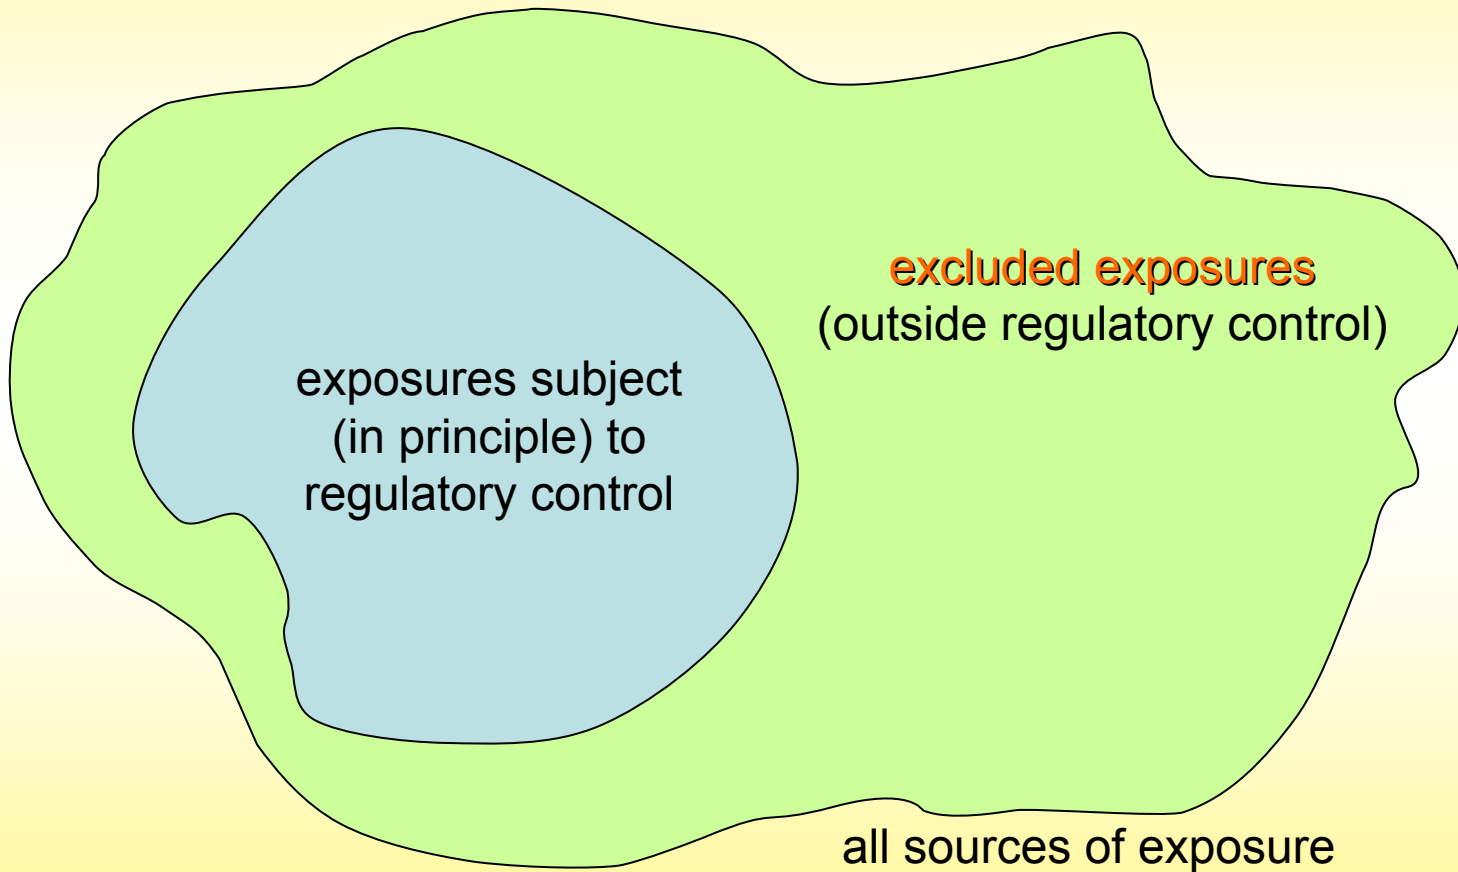 excluded exposures
(outside regulatory control)
exposures subject
(in principle) to
regulatory control
all sources of exposure